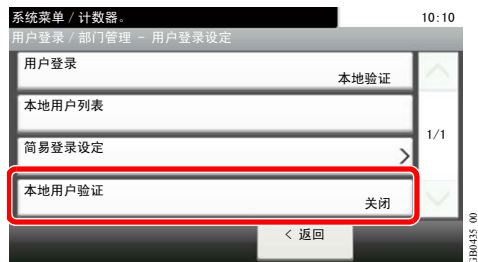 系统菜单 / 计数器。
10:10
用户登录 / 部门管理 - 用户登录设定
用户登录
本地验证
本地用户列表
1/1
简易登录设定
>
本地用户验证
关闭
< 返回
GB0435_00